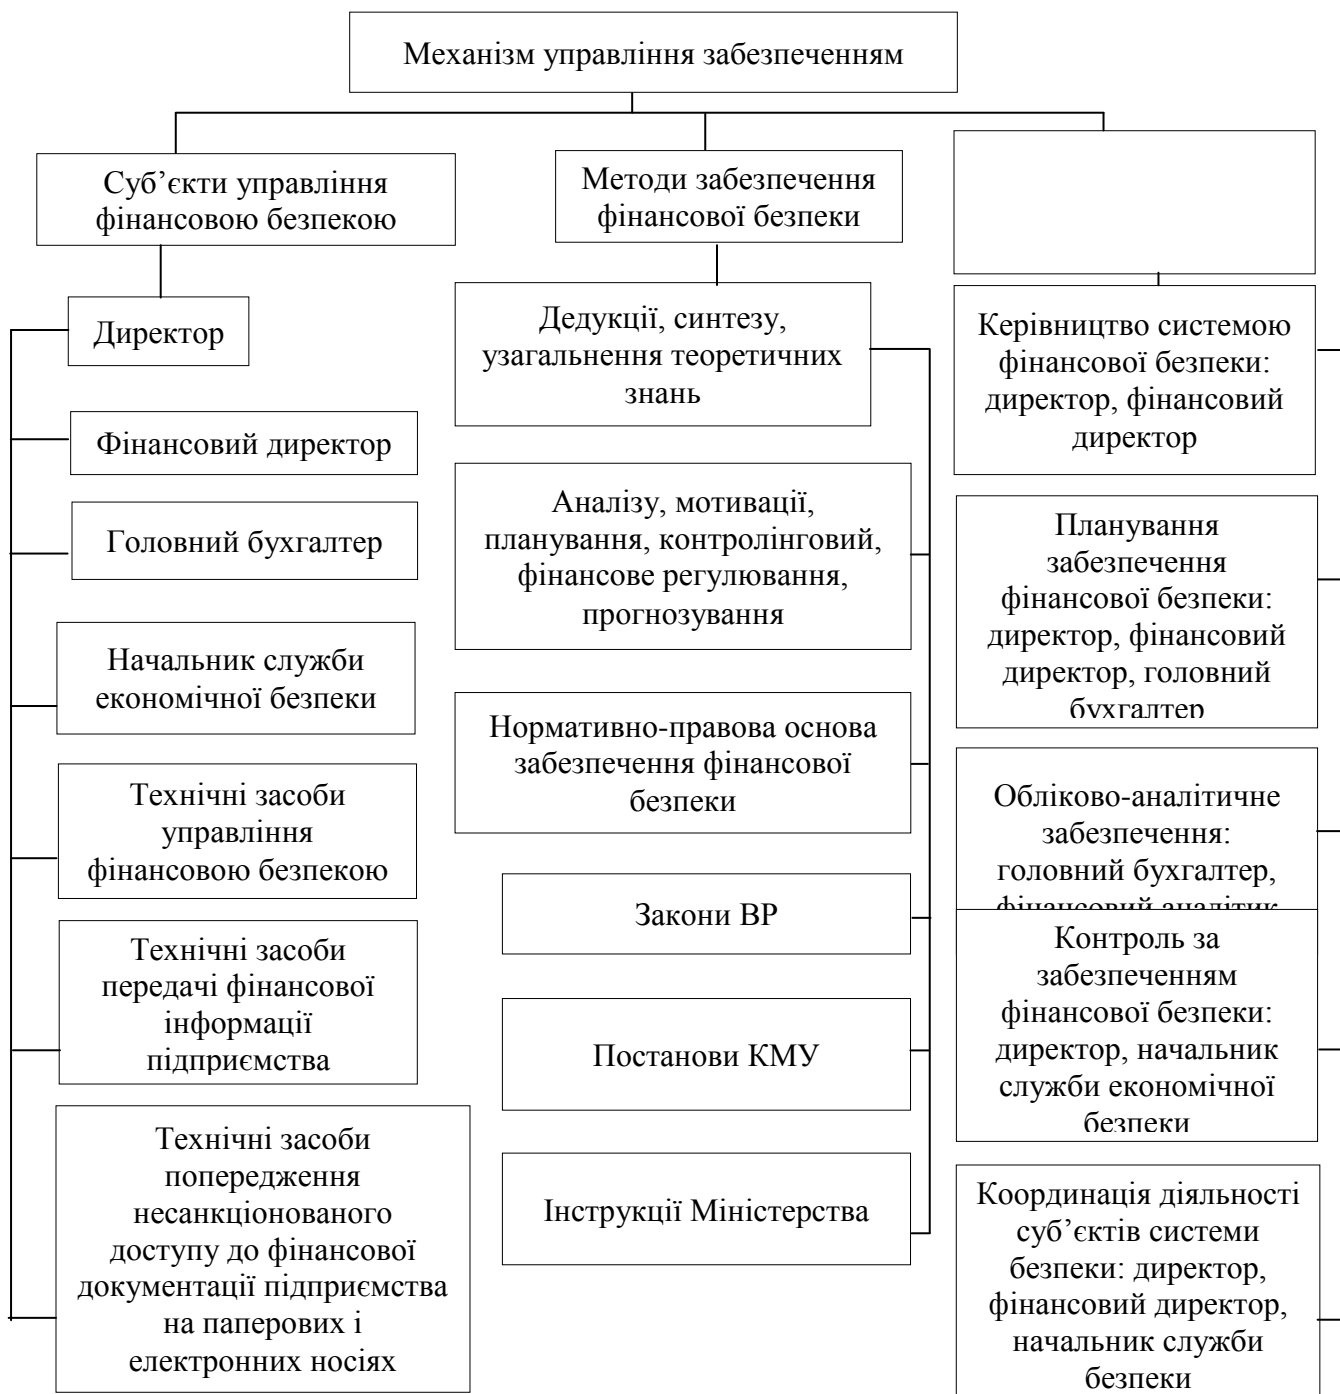 Механізм управління забезпеченням
Суб’єкти управління
фінансовою безпекою
Методи забезпечення
фінансової безпеки
Директор
Фінансовий директор
Головний бухгалтер
Начальник служби
економічної безпеки
Технічні засоби
управління
фінансовою безпекою
Технічні засоби
передачі фінансової
інформації
підприємства
Технічні засоби
попередження
несанкціонованого
доступу до фінансової
документації підприємства
на паперових і
електронних носіях
Дедукції, синтезу,
узагальнення теоретичних
знань
Аналізу, мотивації,
планування, контролінговий,
фінансове регулювання,
прогнозування
Нормативно-правова основа
забезпечення фінансової
безпеки
Закони ВР
Постанови КМУ
Інструкції Міністерства
Керівництво системою
фінансової безпеки:
директор, фінансовий
директор
Планування
забезпечення
фінансової безпеки:
директор, фінансовий
директор, головний
бухгалтер
Обліково-аналітичне
забезпечення:
головний бухгалтер,
фінансовий аналітик
Контроль за
забезпеченням
фінансової безпеки:
директор, начальник
служби економічної
безпеки
Координація діяльності
суб’єктів системи
безпеки: директор,
фінансовий директор,
начальник служби
безпеки